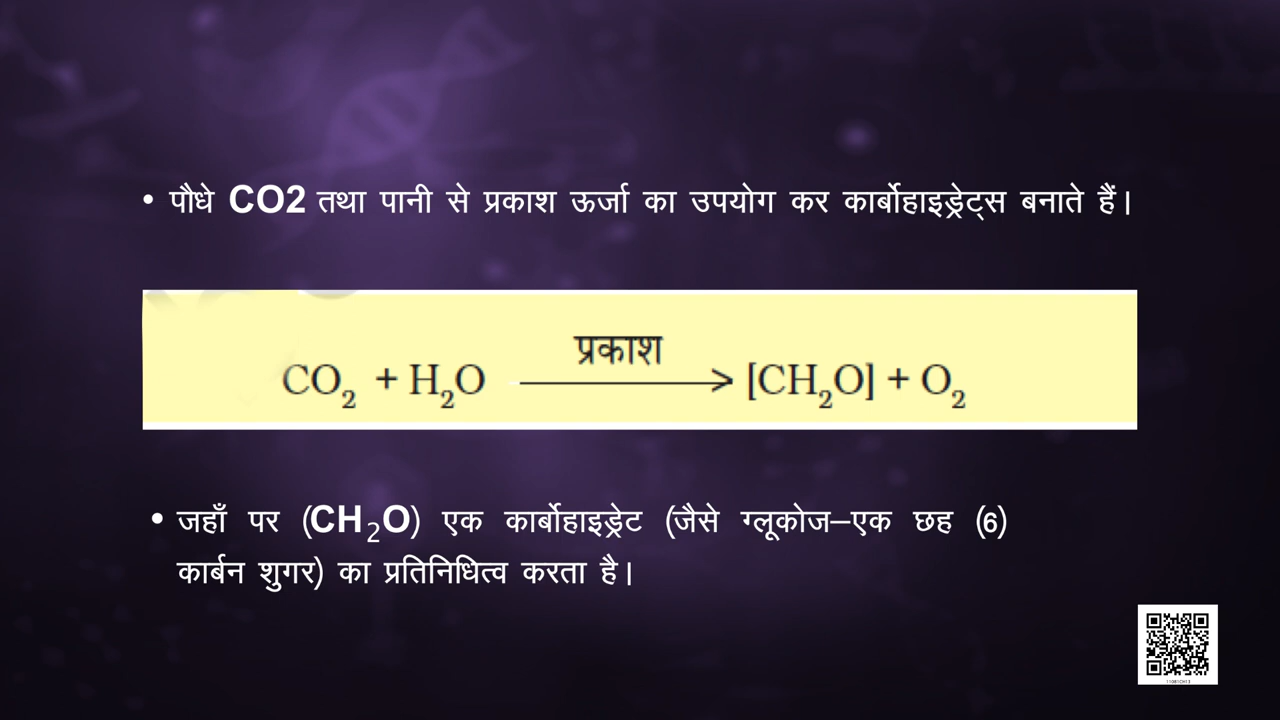 • पौधे CO2 तथा पानी से प्रकाश ऊर्जा का उपयोग कर कार्बोहाइड्रेट्स बनाते हैं।
प्रकाश
CO₂ + H₂O ⟶ [CH₂O] + O₂
• जहाँ पर (CH₂O) एक कार्बोहाइड्रेट (जैसे ग्लूकोज–एक छह (6)
कार्बन शुगर) का प्रतिनिधित्व करता है।